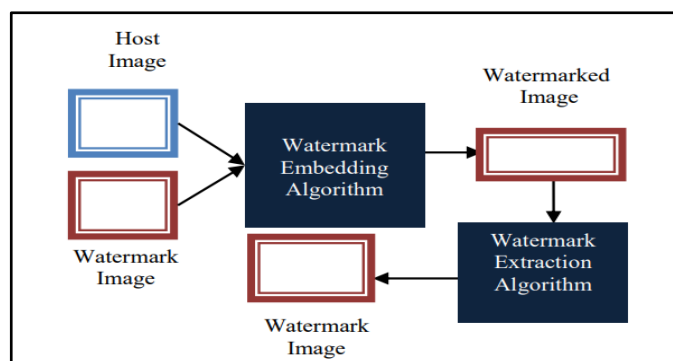 Host
Image
Watermarked
Image
Watermark
Embedding
Algorithm
Watermark
Image
Watermark
Extraction
Algorithm
Watermark
Image